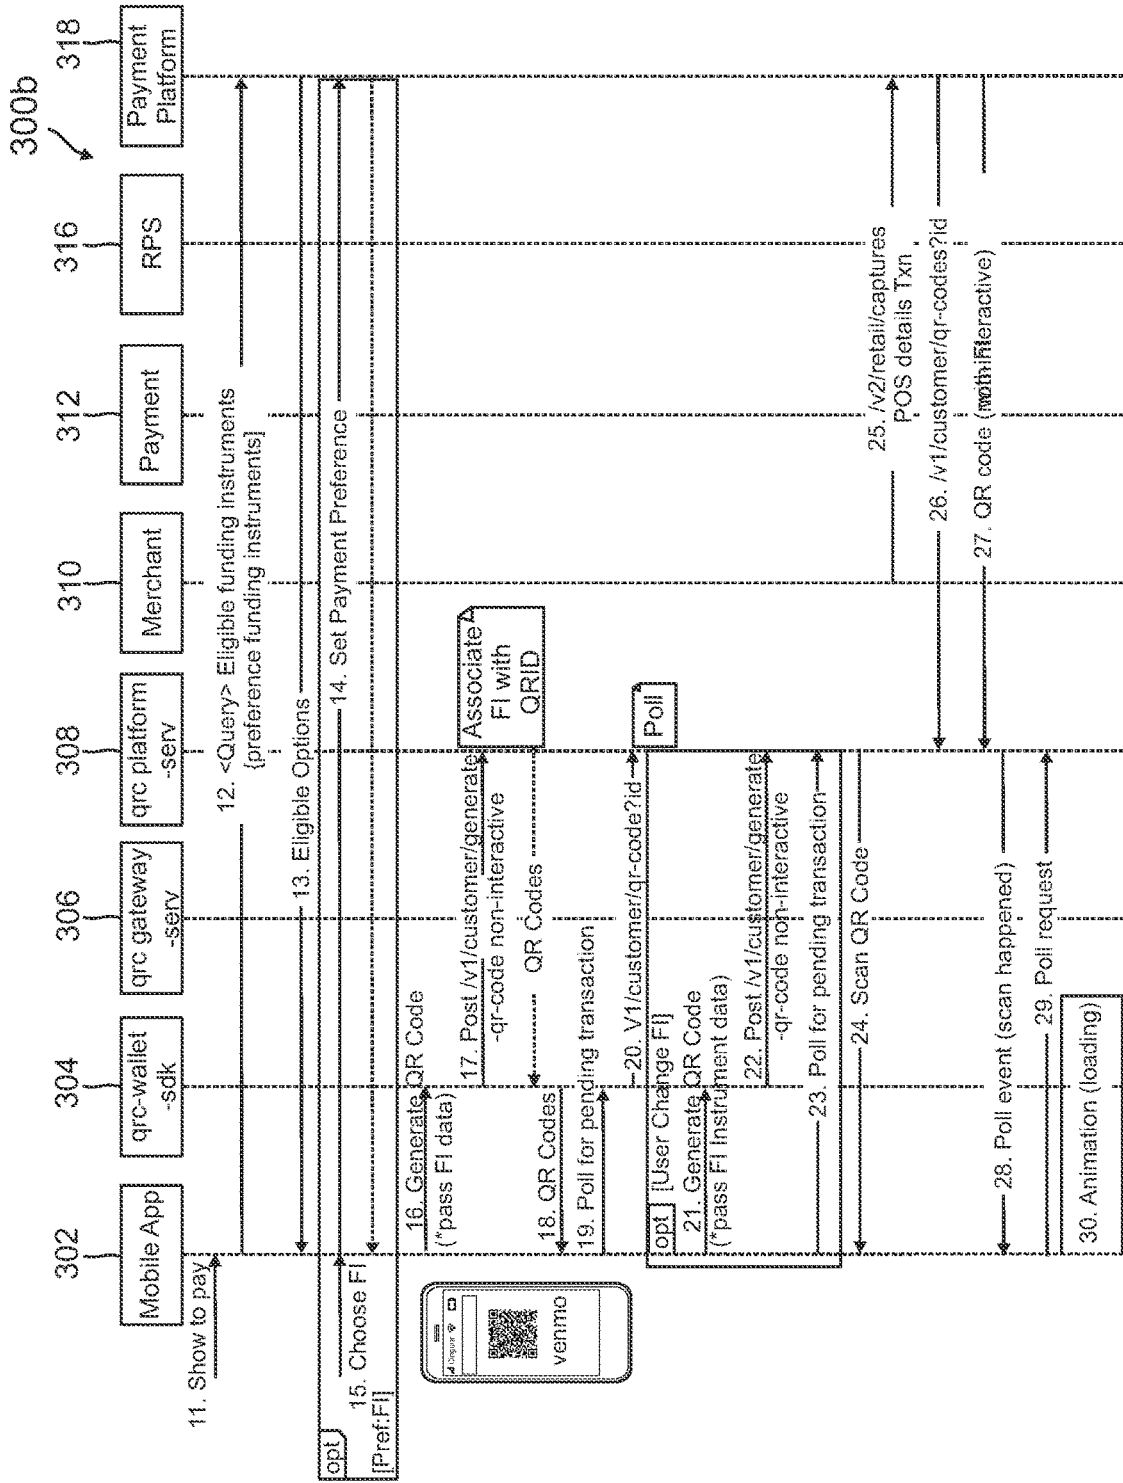 300b
302
304
306
308
310
312
316
318
Mobile App
qrc-wallet
-sdk
qrc gateway
-serv
qrc platform
-serv
Merchant
Payment
RPS
Payment
Platform
11. Show to pay
12. <Query> Eligible funding instruments
{preference funding instruments]
13. Eligible Options
opt
14. Set Payment Preference
15. Choose FI
[Pref:FI]
16. Generate QR Code
(*pass FI data)
17. Post /v1/customer/generate
-qr-code non-interactive
Associate
FI with
QRID
QR Codes
18. QR Codes
19. Poll for pending transaction
20. V1/customer/qr-code?id
Poll
opt
[User Change FI]
21. Generate QR Code
(*pass FI Instrument data)
22. Post /v1/customer/generate
-qr-code non-interactive
23. Poll for pending transaction
24. Scan QR Code
venmo
25. /v2/retail/captures
POS details Txn
26. /v1/customer/qr-codes?id
27. QR code
28. Poll event (scan happened)
29. Poll request
30. Animation (loading)